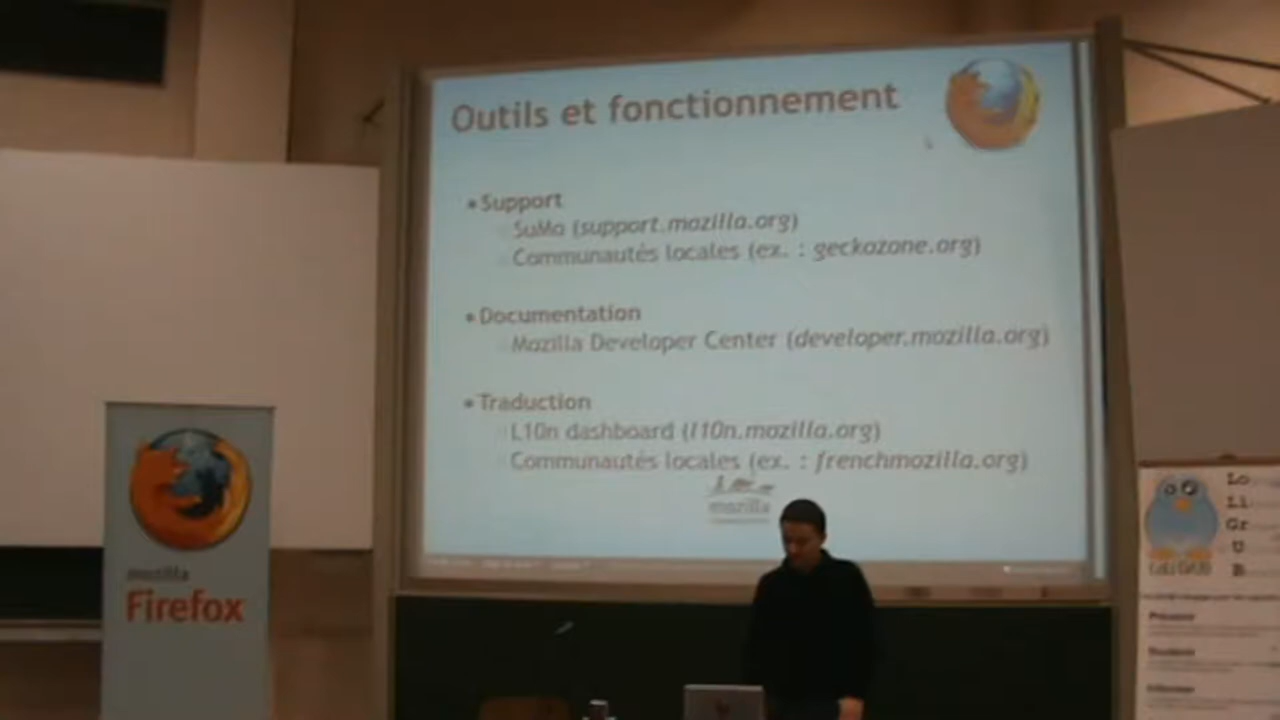 Outils et fonctionnement
• Support
SuMo (support.mozilla.org)
Communautés locales (ex. : geckozone.org)
• Documentation
Mozilla Developer Center (developer.mozilla.org)
• Traduction
L10n dashboard (l10n.mozilla.org)
Communautés locales (ex. : frenchmozilla.org)
mozilla
mozilla
Firefox
Lo
Li
Gr
U
B